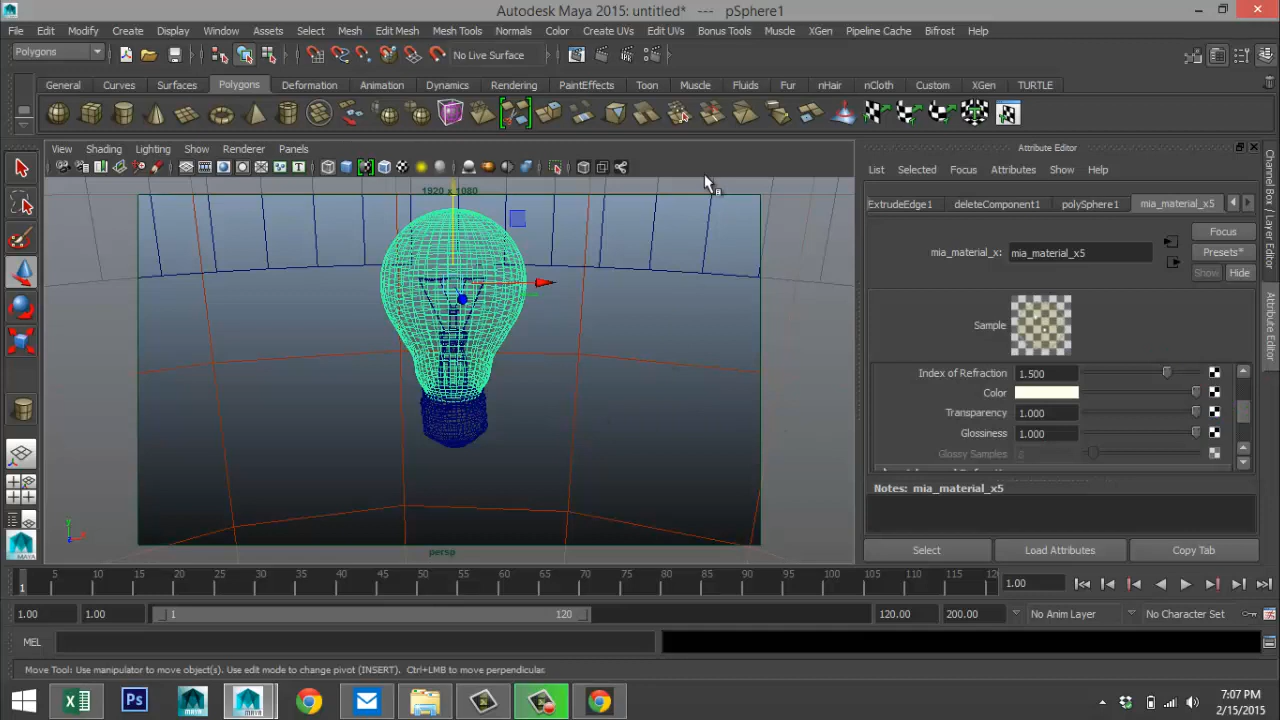 Autodesk Maya 2015: untitled* --- pSphere1
File Edit Modify Create Display Window Assets Select Mesh Edit Mesh Mesh Tools Normals Color Create UVs Edit UVs Bonus Tools Muscle XGen Pipeline Cache Bifrost Help
Polygons No Live Surface
General Curves Surfaces Polygons Deformation Animation Dynamics Rendering PaintEffects Toon Muscle Fluids Fur nHair nCloth Custom XGen TURTLE
View Shading Lighting Show Renderer Panels
Attribute Editor
List Selected Focus Attributes Show Help
1920 x 1080
ExtrudeEdge1 deleteComponent1 polySphere1 mia_material_x5
Focus
mia_material_x: mia_material_x5 Presets*
Show Hide
Sample
Index of Refraction 1.500
Color
Transparency 1.000
Glossiness 1.000
Glossy Samples 8
Notes: mia_material_x5
persp
Select Load Attributes Copy Tab
Channel Box / Layer Editor
Attribute Editor
MAYA
1 5 10 15 20 25 30 35 40 45 50 55 60 65 70 75 80 85 90 95 100 105 110 115 120 1.00
1.00 1.00 1 120 120.00 200.00 No Anim Layer No Character Set
MEL
Move Tool: Use manipulator to move object(s). Use edit mode to change pivot (INSERT). Ctrl+LMB to move perpendicular.
7:07 PM
2/15/2015